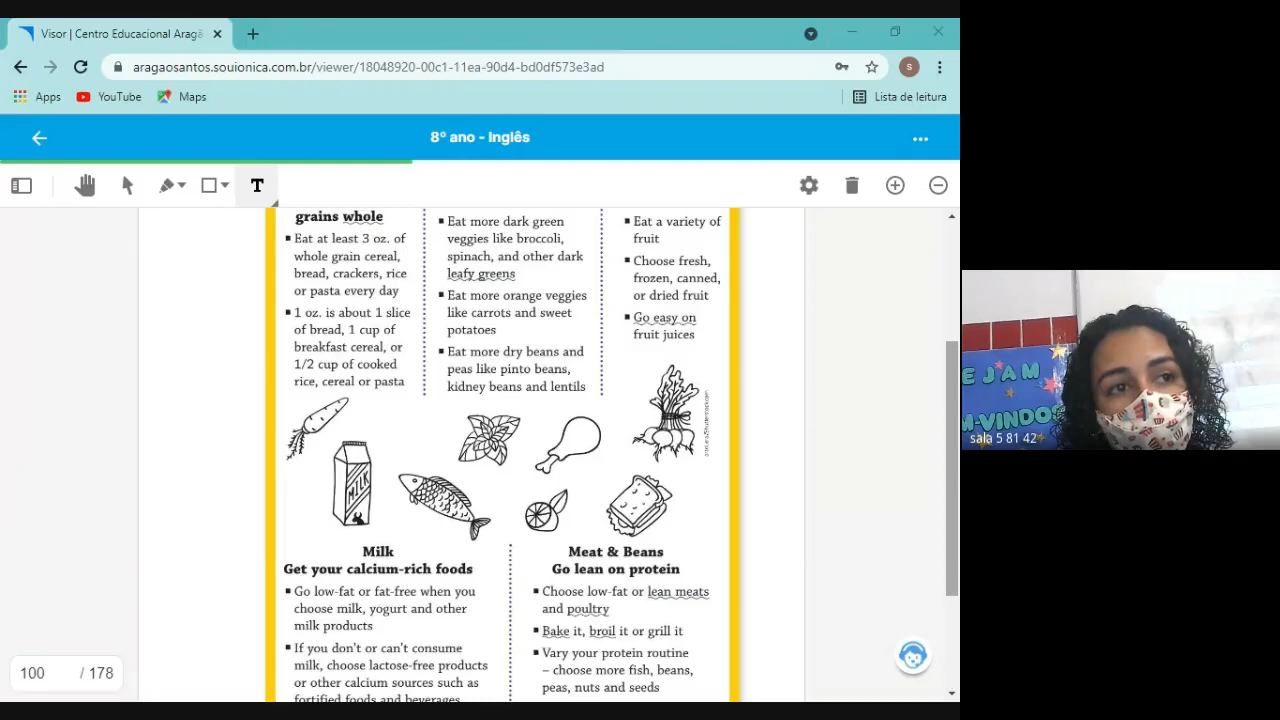 Visor | Centro Educacional Aragã
aragaosantos.souionica.com.br/viewer/18048920-00c1-11ea-90d4-bd0df573e3ad
S
Apps
YouTube
Maps
Lista de leitura
8º ano - Inglês
T
grains whole
Eat at least 3 oz. of
whole grain cereal,
bread, crackers, rice
or pasta every day
1 oz. is about 1 slice
of bread, 1 cup of
breakfast cereal, or
1/2 cup of cooked
rice, cereal or pasta
Eat more dark green
veggies like broccoli,
spinach, and other dark
leafy greens
Eat more orange veggies
like carrots and sweet
potatoes
Eat more dry beans and
peas like pinto beans,
kidney beans and lentils
Eat a variety of
fruit
Choose fresh,
frozen, canned,
or dried fruit
Go easy on
fruit juices
MILK
Milk
Get your calcium-rich foods
Go low-fat or fat-free when you
choose milk, yogurt and other
milk products
If you don't or can't consume
milk, choose lactose-free products
or other calcium sources such as
fortified foods and beverages
Meat & Beans
Go lean on protein
Choose low-fat or lean meats
and poultry
Bake it, broil it or grill it
Vary your protein routine
– choose more fish, beans,
peas, nuts and seeds
100 / 178
EJAM
M-VINDOS
sala 5 81 42